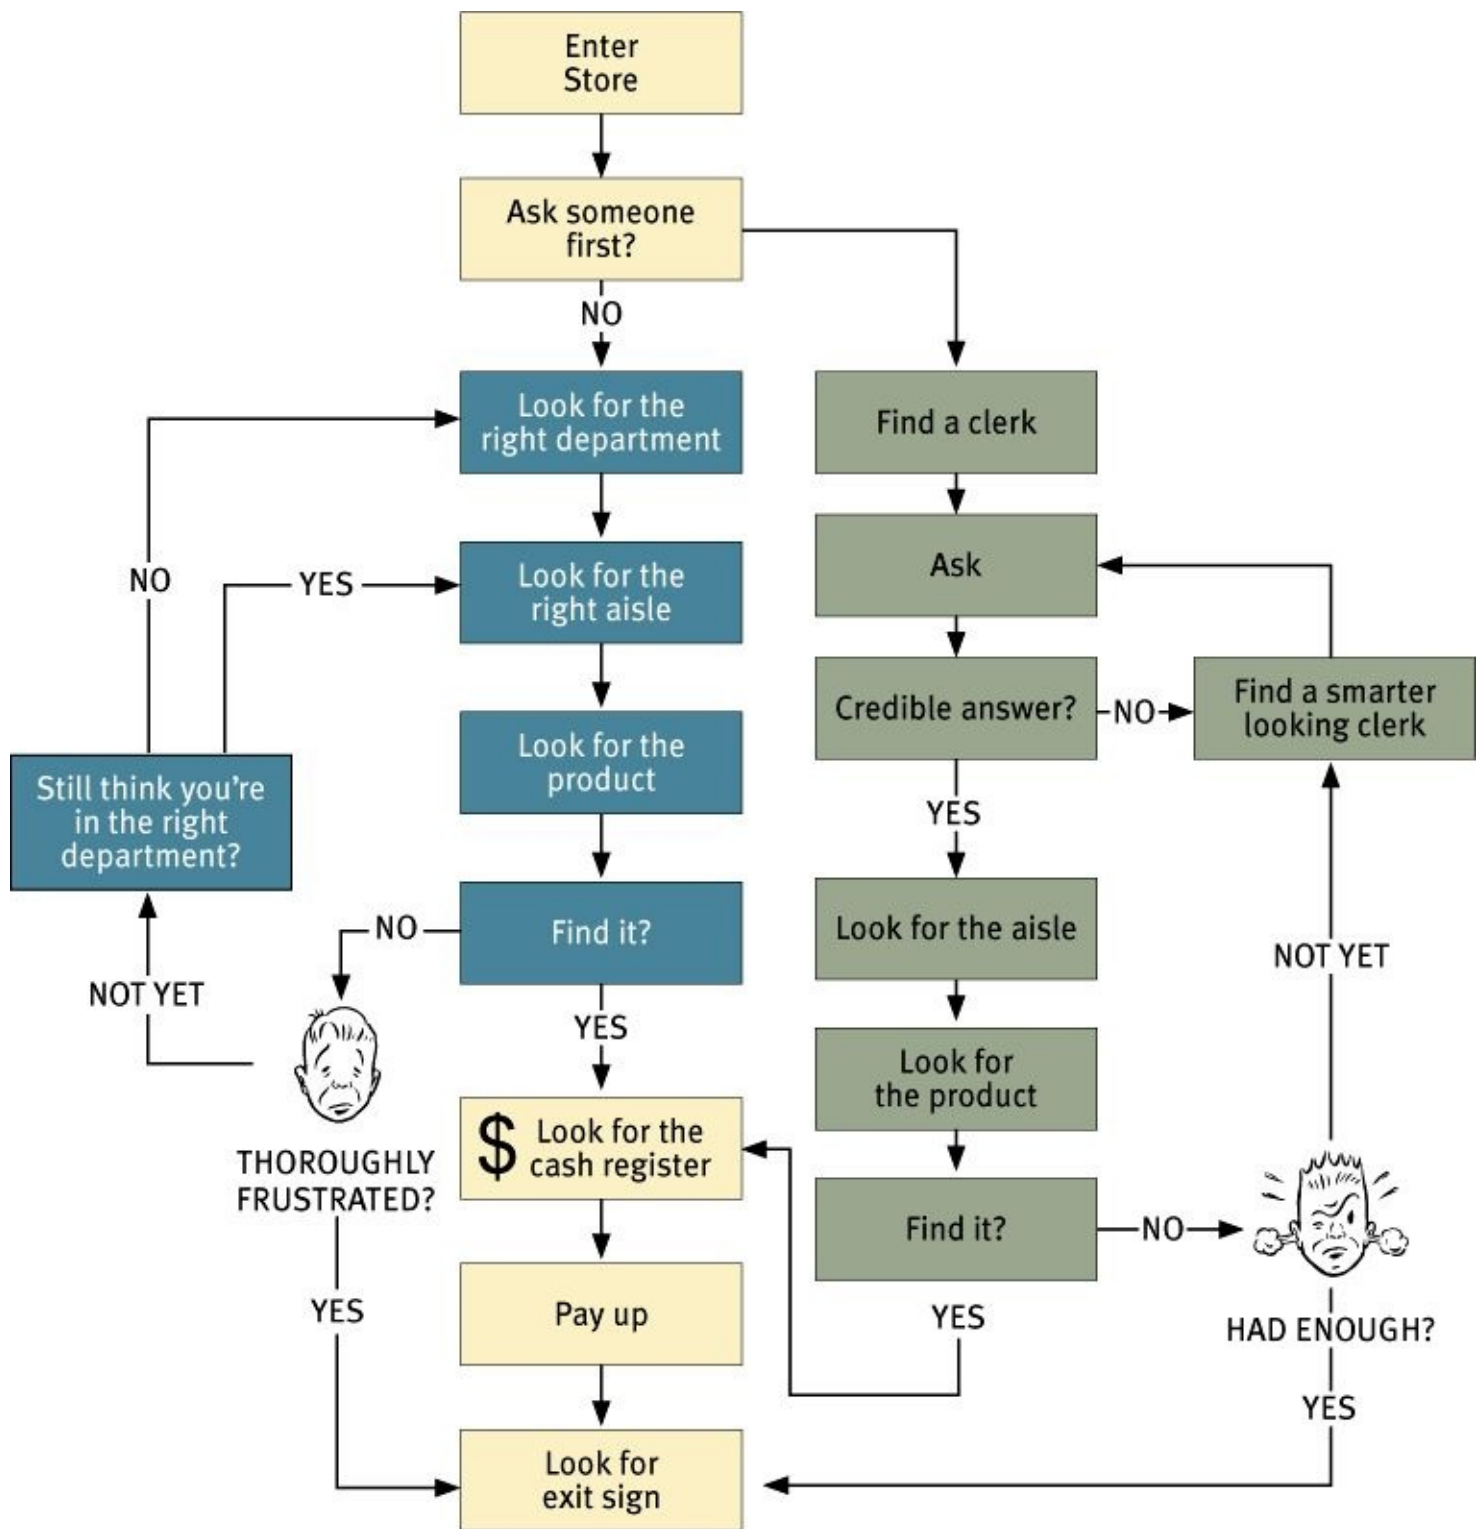 Enter
Store
Ask someone
first?
NO
Look for the
right department
Find a clerk
NO
YES
Look for the
right aisle
Ask
Look for the
product
Credible answer?
NO
Find a smarter
looking clerk
Still think you're
in the right
department?
YES
NO
Find it?
Look for the aisle
NOT YET
NOT YET
YES
Look for
the product
$ Look for the
cash register
THOROUGHLY
FRUSTRATED?
Find it?
NO
YES
Pay up
YES
HAD ENOUGH?
YES
Look for
exit sign